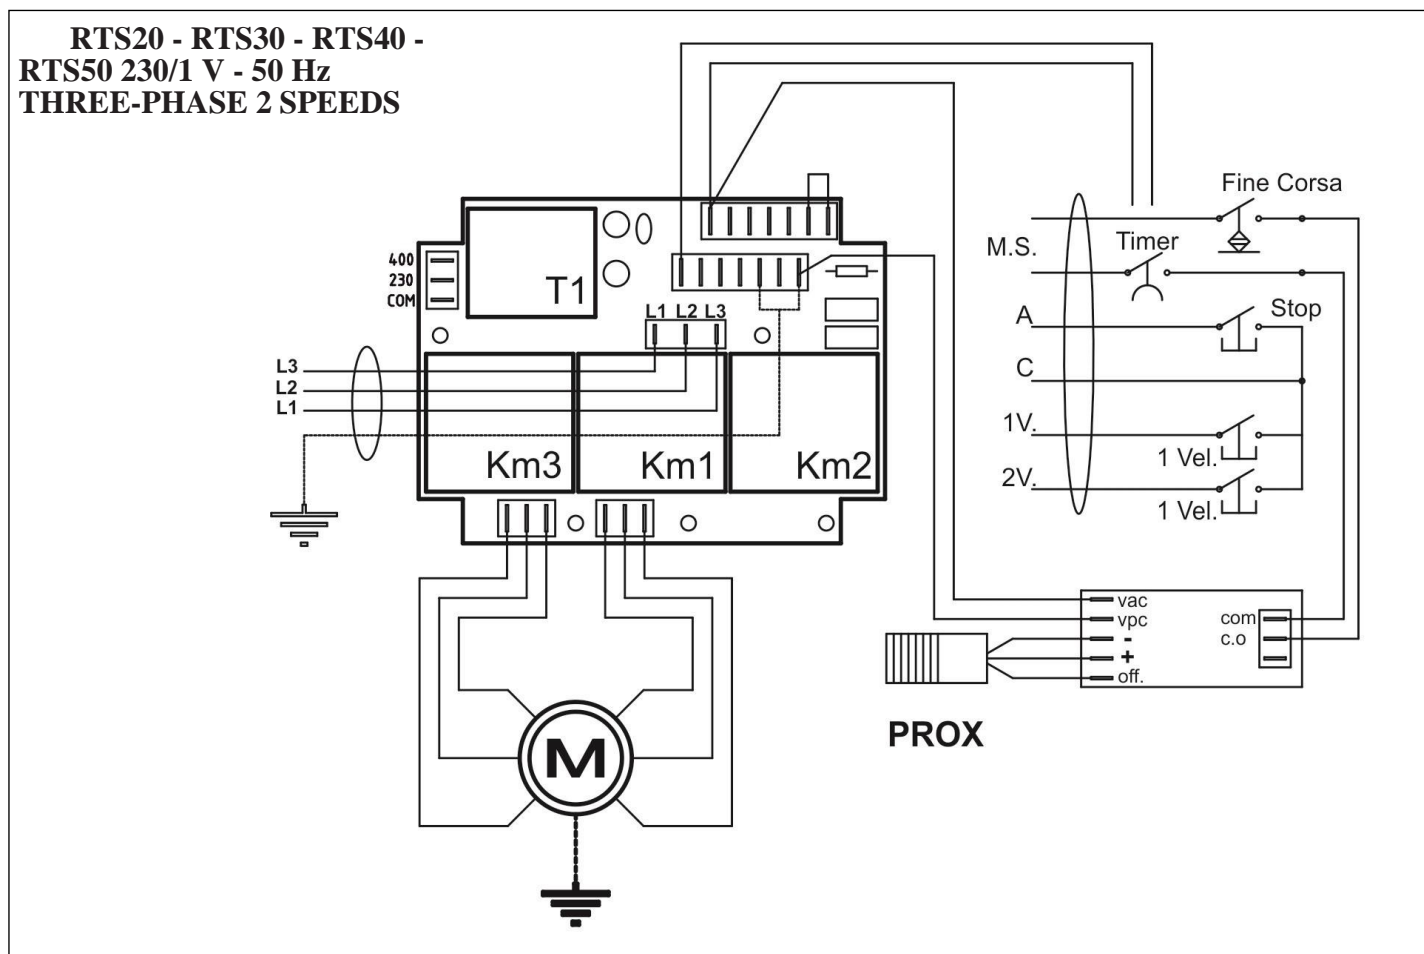 RTS20 - RTS30 - RTS40 -
RTS50 230/1 V - 50 Hz
THREE-PHASE 2 SPEEDS
Fine Corsa
M.S.
Timer
A
Stop
C
1V.
1 Vel.
2V.
1 Vel.
400
230
COM
T1
L1 L2 L3
L3
L2
L1
Km3
Km1
Km2
vac
vpc
-
+
off.
com
c.o
PROX
M